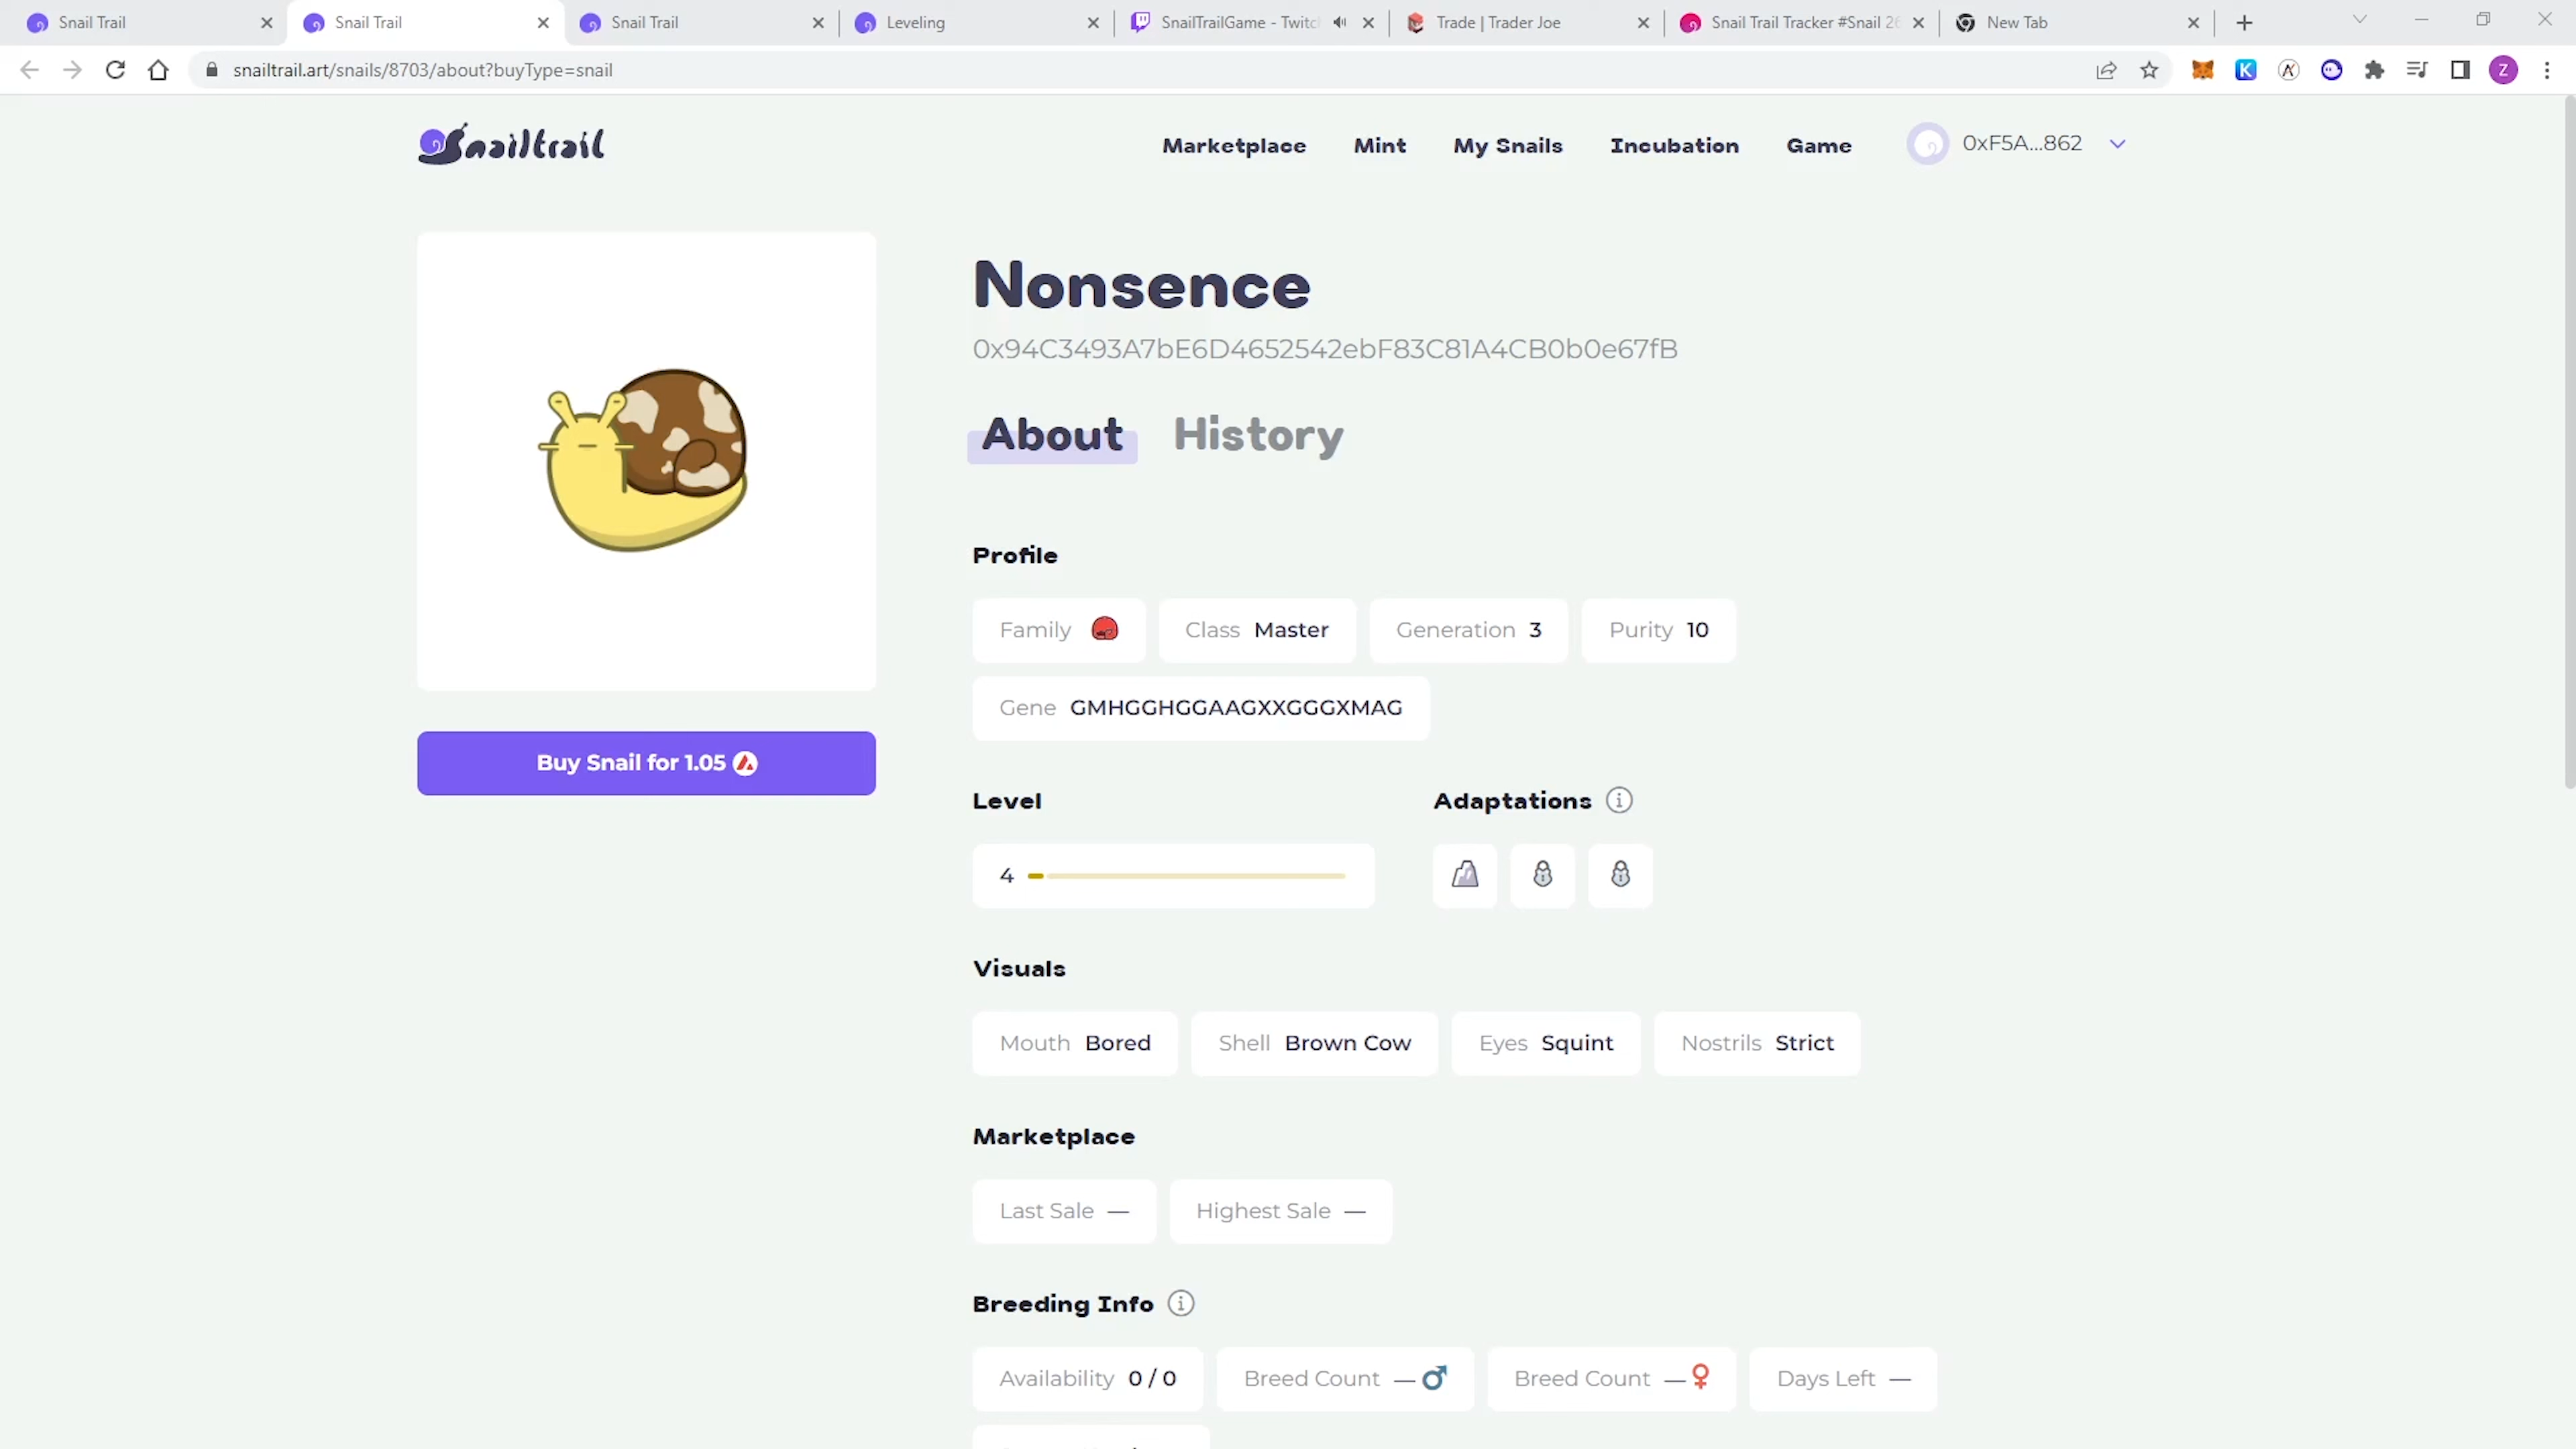 Snail Trail Snail Trail Snail Trail Leveling SnailTrailGame - Twitc Trade | Trader Joe Snail Trail Tracker #Snail 26 New Tab
snailtrail.art/snails/8703/about?buyType=snail Z
Snailtrail Marketplace Mint My Snails Incubation Game 0xF5A...862
Nonsence
0x94C3493A7bE6D4652542ebF83C81A4CB0b0e67fB
About History
Profile
Family Class Master Generation 3 Purity 10
Gene GMHGGHGGAAGXXGGGXMAG
Buy Snail for 1.05
Level Adaptations
4
Visuals
Mouth Bored Shell Brown Cow Eyes Squint Nostrils Strict
Marketplace
Last Sale — Highest Sale —
Breeding Info
Availability 0 / 0 Breed Count — Breed Count — Days Left —